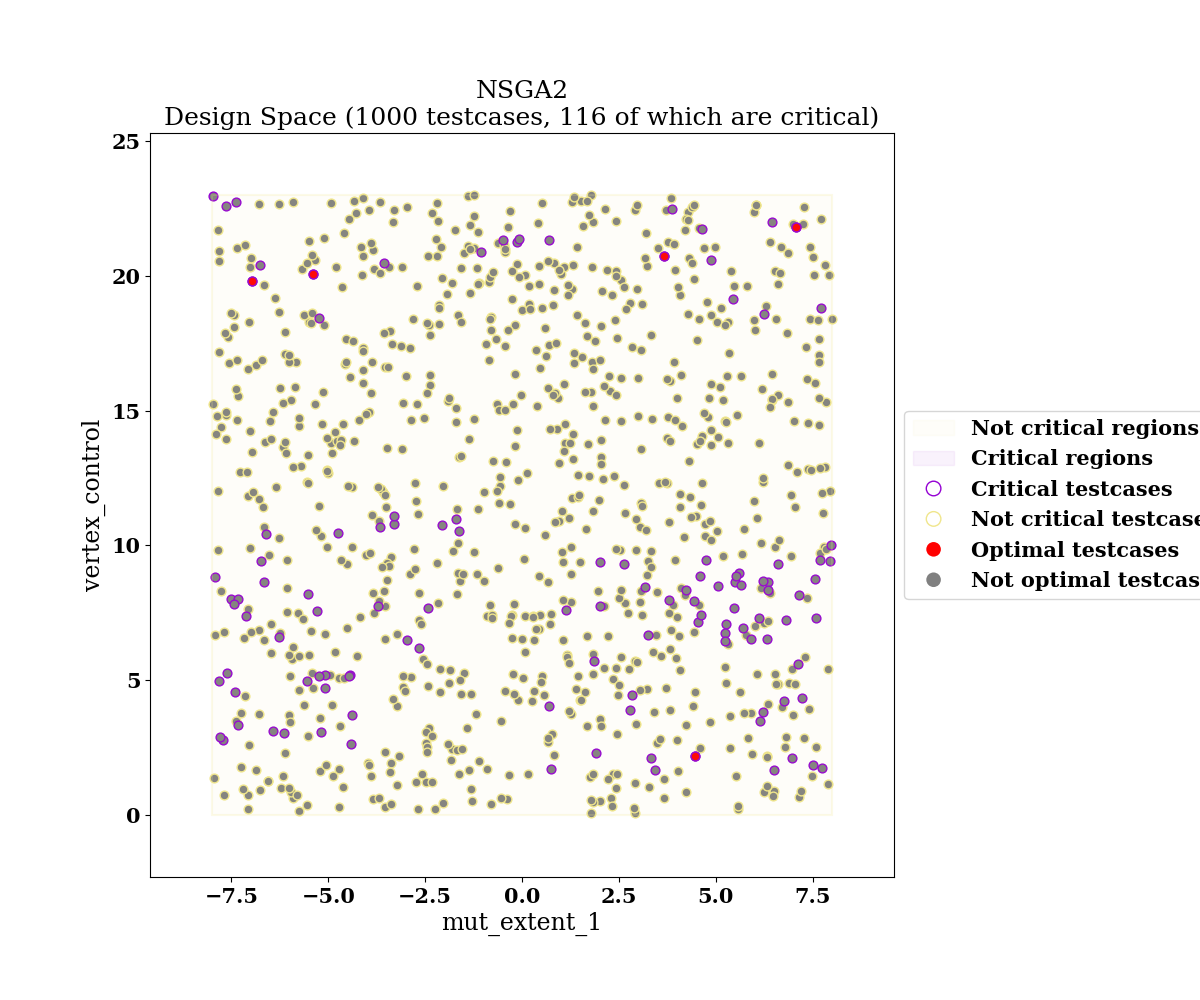 NSGA2
Design Space (1000 testcases, 116 of which are critical)
25
20
15
10
5
0
vertex_control
−7.5
−5.0
−2.5
0.0
2.5
5.0
7.5
mut_extent_1
Not critical regions
Critical regions
Critical testcases
Not critical testcase
Optimal testcases
Not optimal testcas